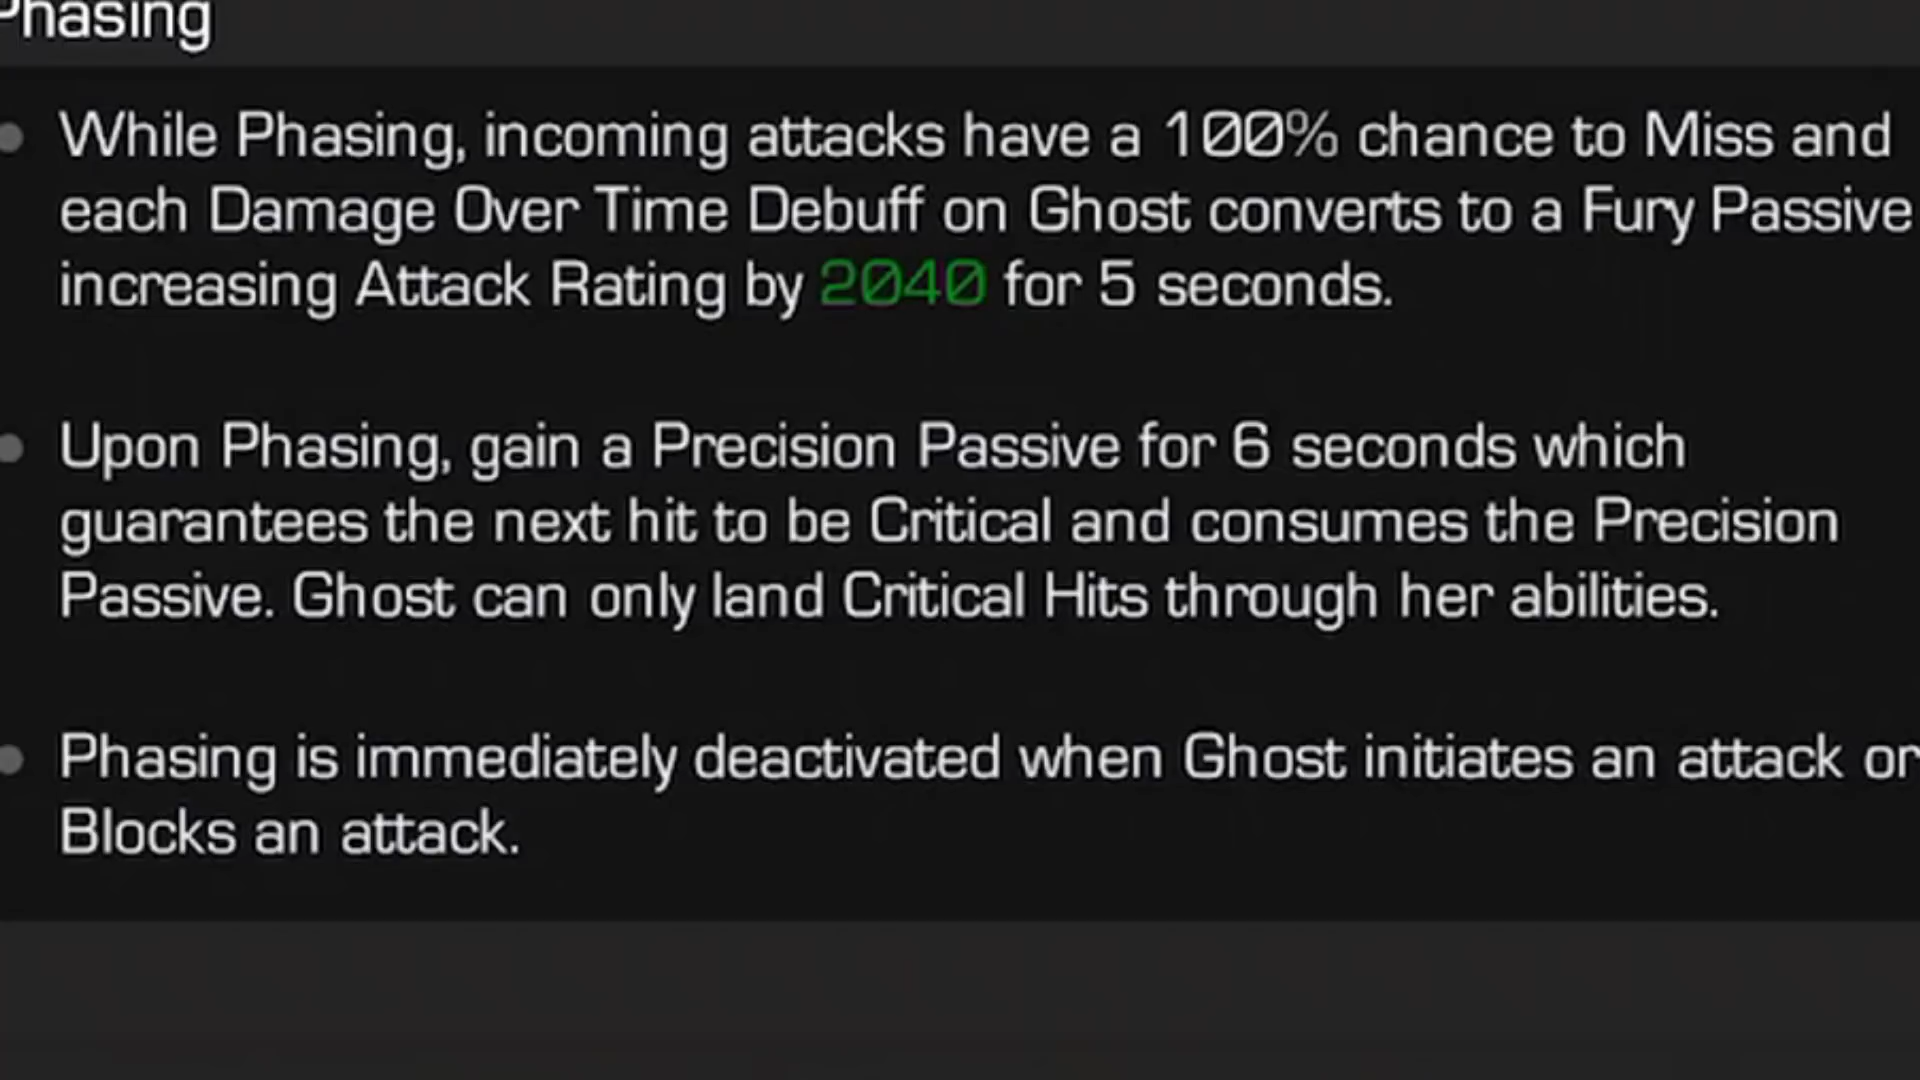 Phasing
While Phasing, incoming attacks have a 100% chance to Miss and
each Damage Over Time Debuff on Ghost converts to a Fury Passive
increasing Attack Rating by 2040 for 5 seconds.
Upon Phasing, gain a Precision Passive for 6 seconds which
guarantees the next hit to be Critical and consumes the Precision
Passive. Ghost can only land Critical Hits through her abilities.
Phasing is immediately deactivated when Ghost initiates an attack or
Blocks an attack.